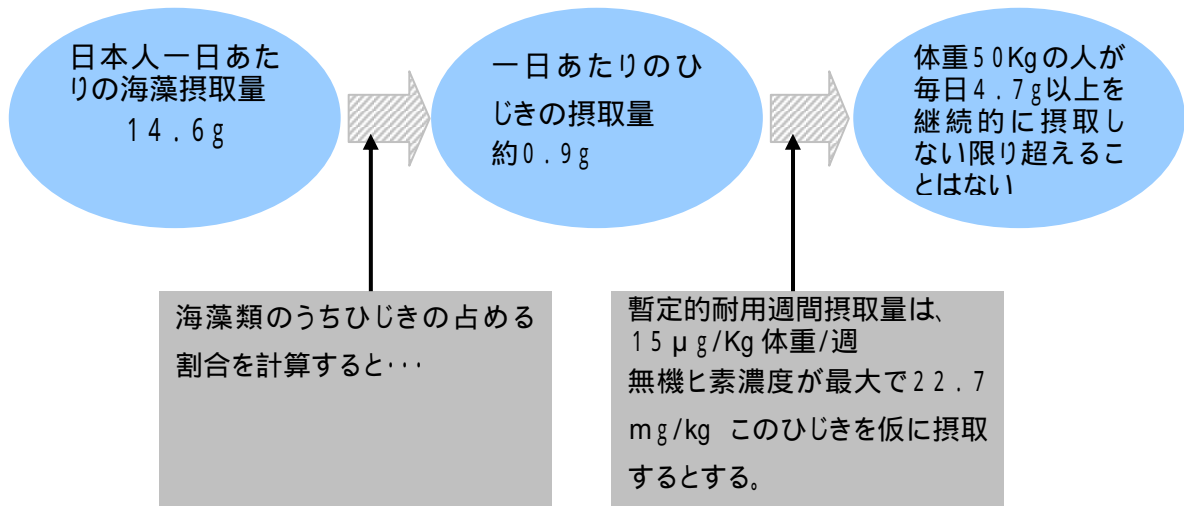 日本人一日あた
りの海藻摂取量
14.6g
一日あたりのひ
じきの摂取量
約0.9g
体重50Kgの人が
毎日4.7g以上を
継続的に摂取し
ない限り超えるこ
とはない
海藻類のうちひじきの占める
割合を計算すると・・・
暫定的耐用週間摂取量は、
15μg/Kg 体重/週
無機ヒ素濃度が最大で22.7
mg/kg このひじきを仮に摂取
するとする。